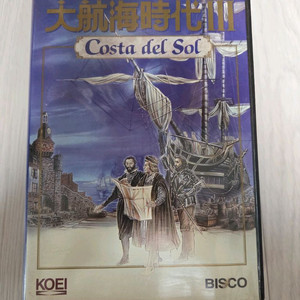 大航海時代III
Costa del Sol
KOEI
BISCO